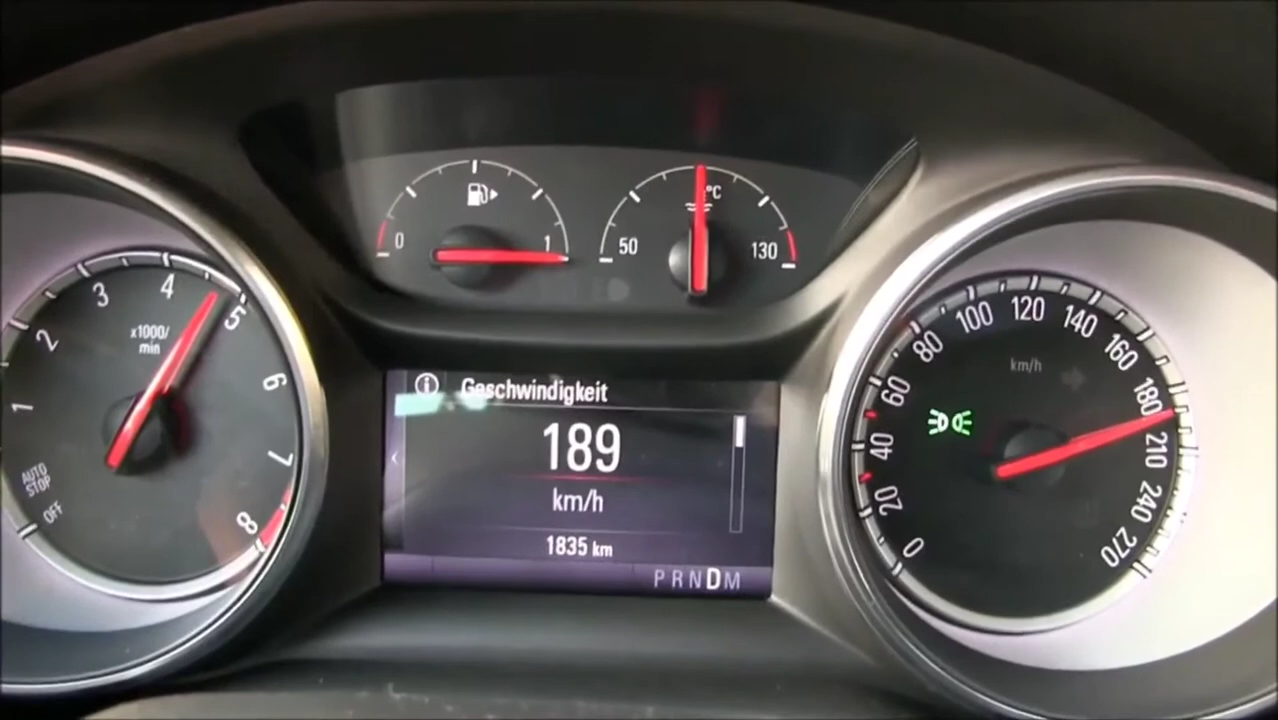 0 1
°C
50 130
1 2 3 4 5 6 7 8
x1000/
min
AUTO
STOP
OFF
Geschwindigkeit
189
km/h
1835 km
P R N D M
0 20 40 60 80 100 120 140 160 180 210 240 270
km/h